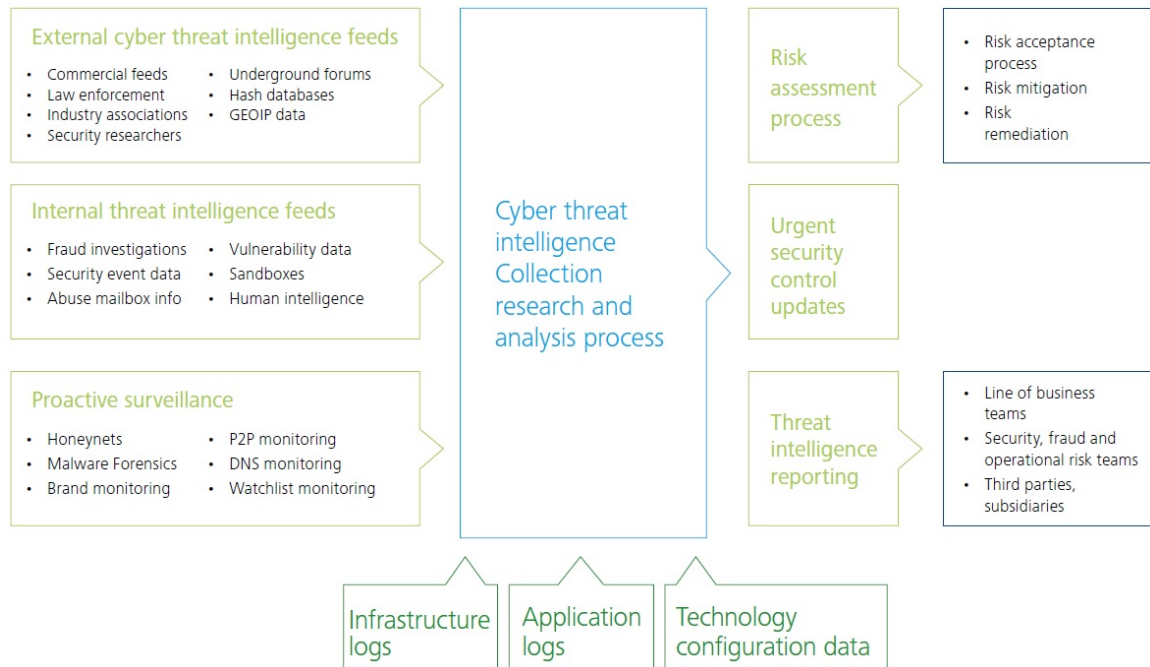 External cyber threat intelligence feeds
• Commercial feeds
• Law enforcement
• Industry associations
• Security researchers
• Underground forums
• Hash databases
• GEOIP data
Internal threat intelligence feeds
• Fraud investigations
• Security event data
• Abuse mailbox info
• Vulnerability data
• Sandboxes
• Human intelligence
Proactive surveillance
• Honeynets
• Malware Forensics
• Brand monitoring
• P2P monitoring
• DNS monitoring
• Watchlist monitoring
Cyber threat
intelligence
Collection
research and
analysis process
Risk
assessment
process
• Risk acceptance
process
• Risk mitigation
• Risk
remediation
Urgent
security
control
updates
Threat
intelligence
reporting
• Line of business
teams
• Security, fraud and
operational risk teams
• Third parties,
subsidiaries
Infrastructure
logs
Application
logs
Technology
configuration data